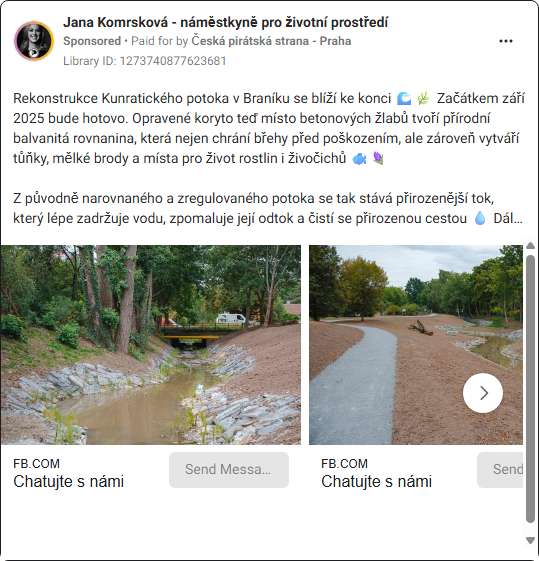 Jana Komrsková - náměstkyně pro životní prostředí
Sponsored • Paid for by Česká pirátská strana - Praha
Library ID: 1273740877623681
Rekonstrukce Kunratického potoka v Braníku se blíží ke konci 🌊 🌿 Začátkem září
2025 bude hotovo. Opravené koryto teď místo betonových žlabů tvoří přírodní
balvanitá rovnanina, která nejen chrání břehy před poškozením, ale zároveň vytváří
tůňky, mělké brody a místa pro život rostlin i živočichů 🐟 🪻
Z původně narovnaného a zregulovaného potoka se tak stává přirozenější tok,
který lépe zadržuje vodu, zpomaluje její odtok a čistí se přirozenou cestou 💧 Dál...
FB.COM
Chatujte s námi
Send Messa...
FB.COM
Chatujte s námi
Send